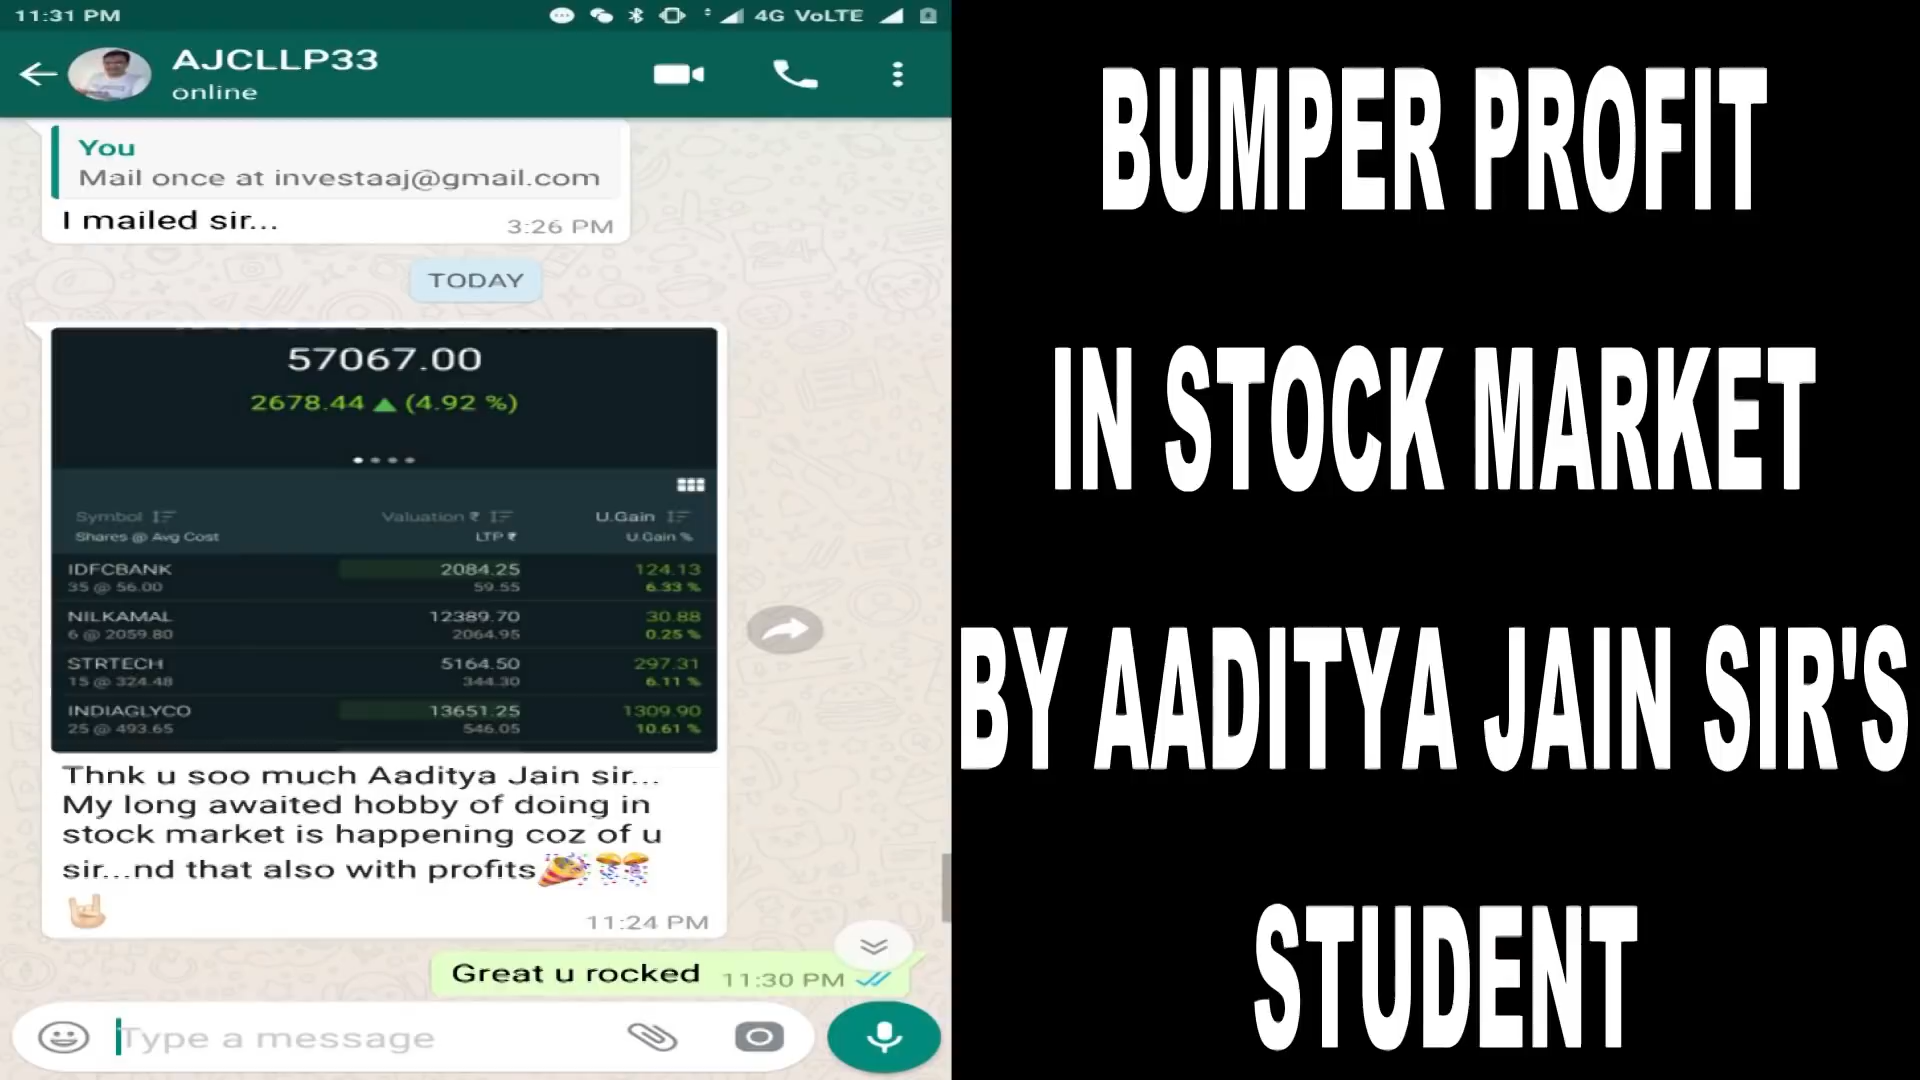 11:31 PM
4G VoLTE
AJCLLP33
online
You
Mail once at investaaj@gmail.com
I mailed sir...
3:26 PM
TODAY
57067.00
2678.44 ▲ (4.92 %)
Symbol Valuation ₹ U.Gain
Shares @ Avg Cost LTP ₹ U.Gain %
IDFCBANK 2084.25 124.13
35 @ 56.00 59.55 6.33 %
NILKAMAL 12389.70 30.88
6 @ 2059.80 2064.95 0.25 %
STRTECH 5164.50 297.31
15 @ 324.48 344.30 6.11 %
INDIAGLYCO 13651.25 1309.90
25 @ 493.65 546.05 10.61 %
Thnk u soo much Aaditya Jain sir...
My long awaited hobby of doing in
stock market is happening coz of u
sir...nd that also with profits🎉🎊
🤘🏻
11:24 PM
Great u rocked 11:30 PM
Type a message
BUMPER PROFIT
IN STOCK MARKET
BY AADITYA JAIN SIR'S
STUDENT